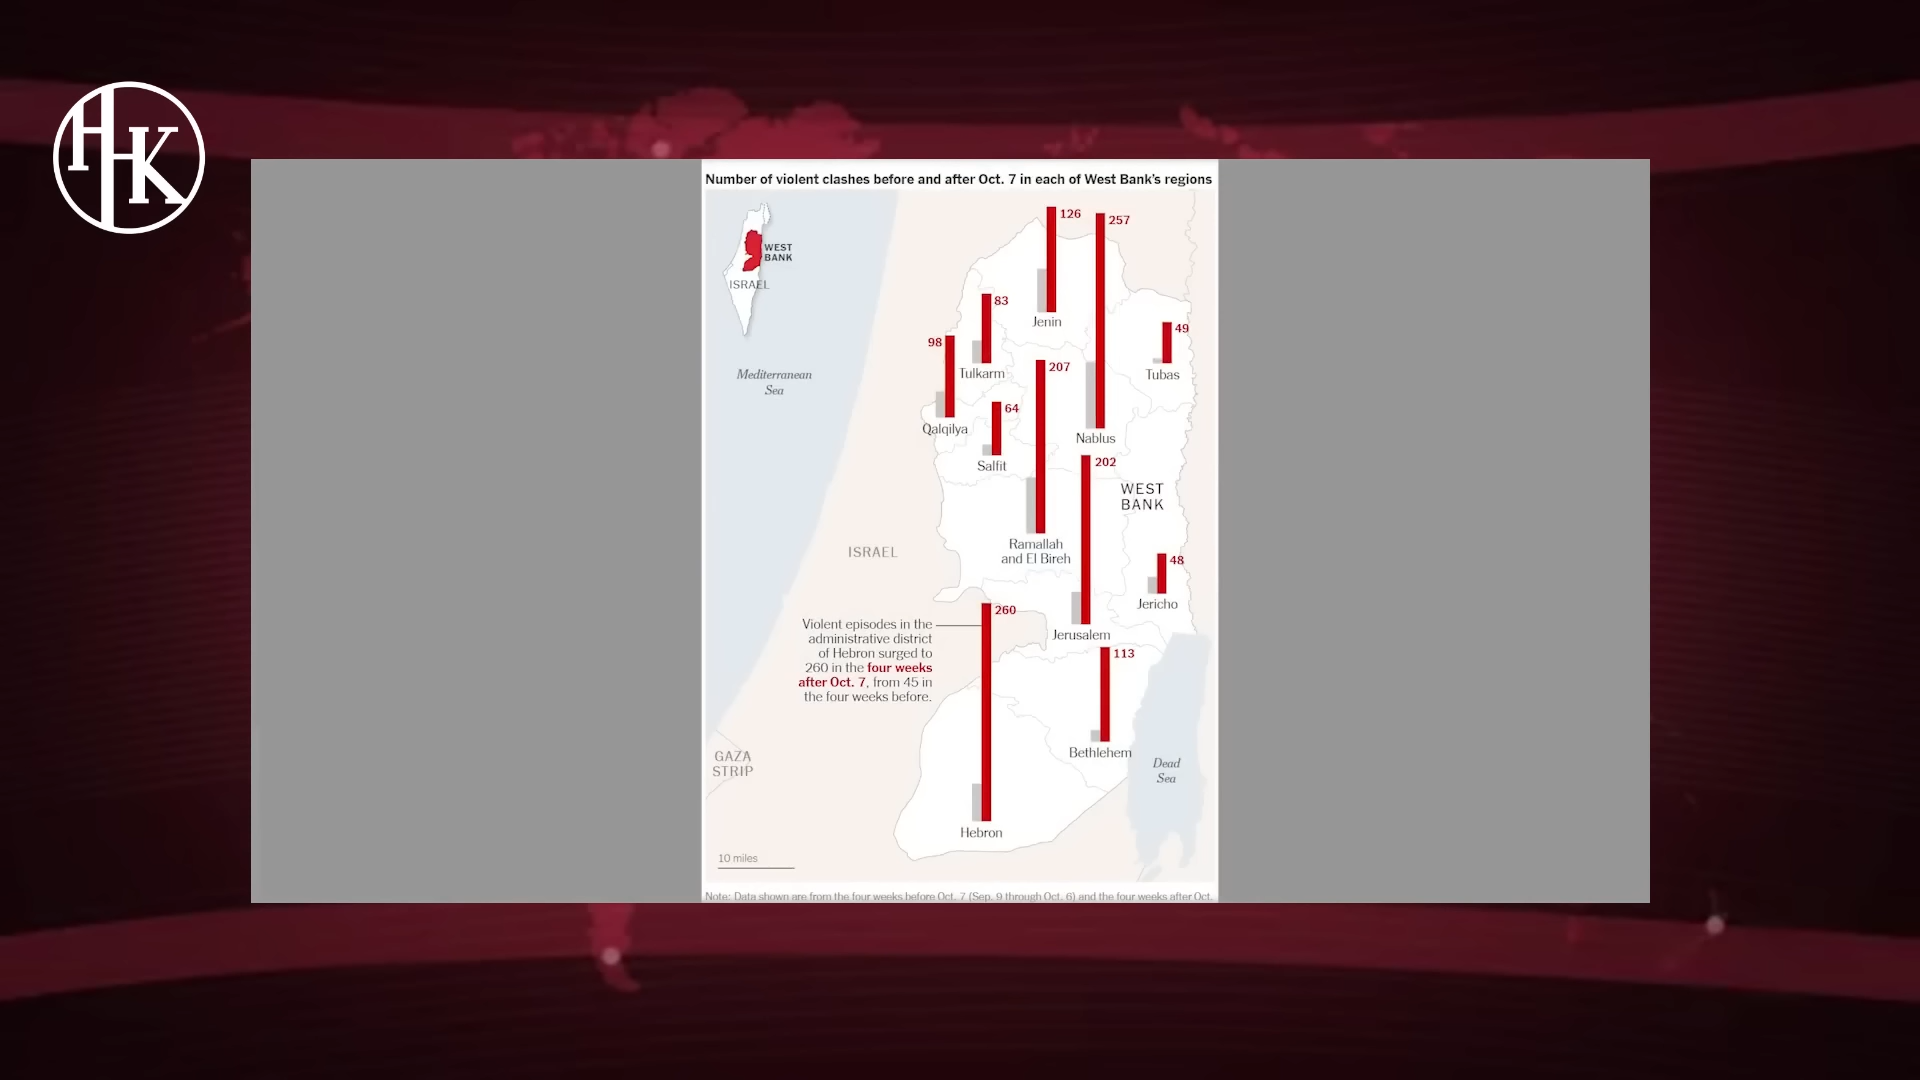 HHK
Number of violent clashes before and after Oct. 7 in each of West Bank's regions
WEST
BANK
ISRAEL
Mediterranean
Sea
126
Jenin
257
Nablus
83
Tulkarm
49
Tubas
98
Qalqilya
207
Ramallah
and El Bireh
64
Salfit
202
Jerusalem
WEST
BANK
ISRAEL
48
Jericho
260
Hebron
Violent episodes in the
administrative district
of Hebron surged to
260 in the four weeks
after Oct. 7, from 45 in
the four weeks before.
113
Bethlehem
GAZA
STRIP
Dead
Sea
10 miles
Note: Data shown are from the four weeks before Oct. 7 (Sep. 9 through Oct. 6) and the four weeks after Oct.